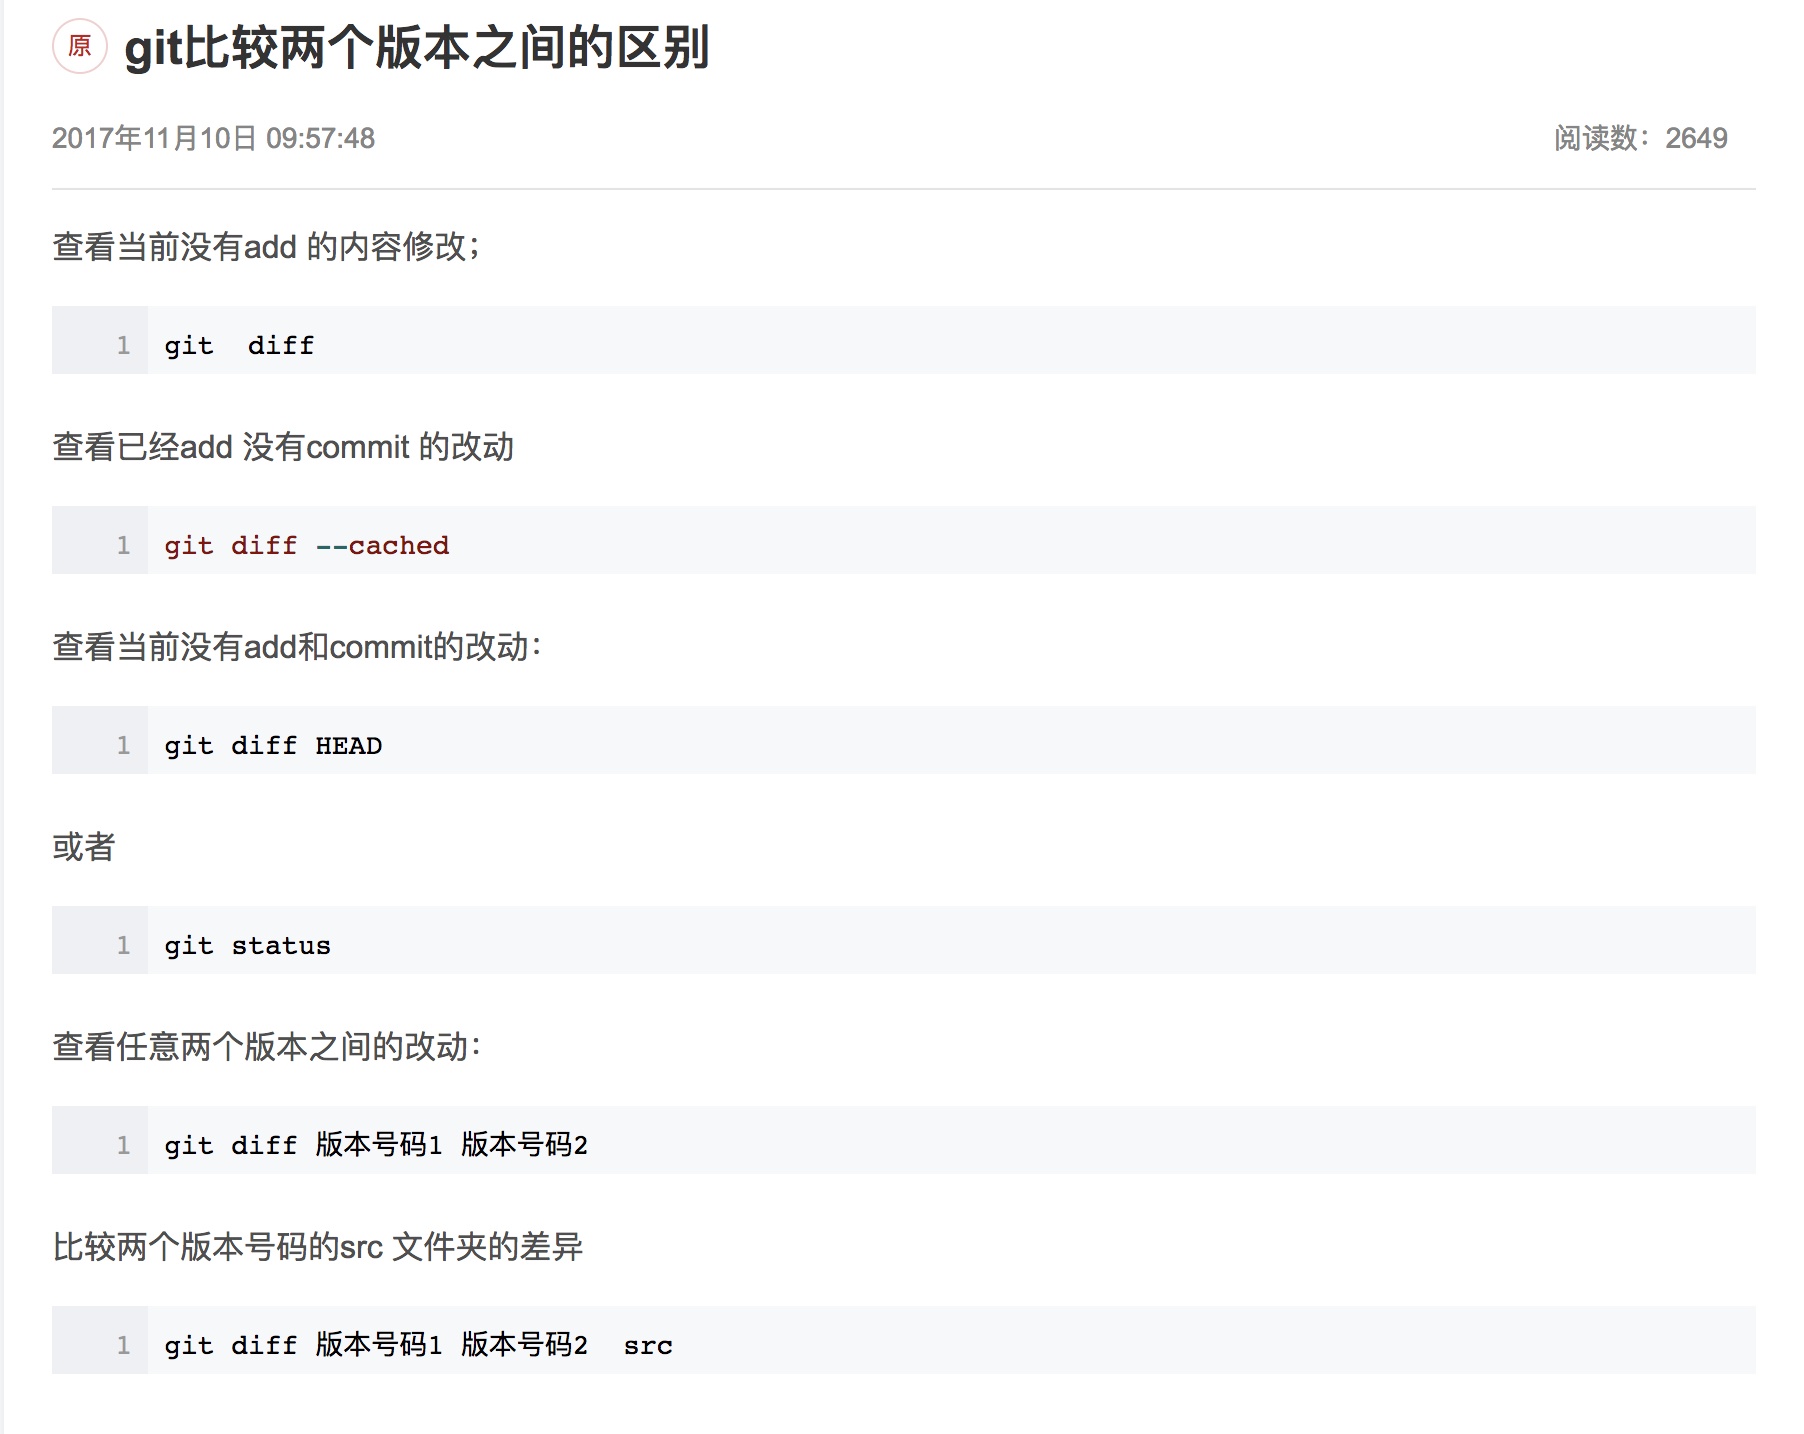 原 git比较两个版本之间的区别
2017年11月10日 09:57:48 阅读数：2649
查看当前没有add 的内容修改；
1 git  diff
查看已经add 没有commit 的改动
1 git diff --cached
查看当前没有add和commit的改动：
1 git diff HEAD
或者
1 git status
查看任意两个版本之间的改动：
1 git diff 版本号码1 版本号码2
比较两个版本号码的src 文件夹的差异
1 git diff 版本号码1 版本号码2  src